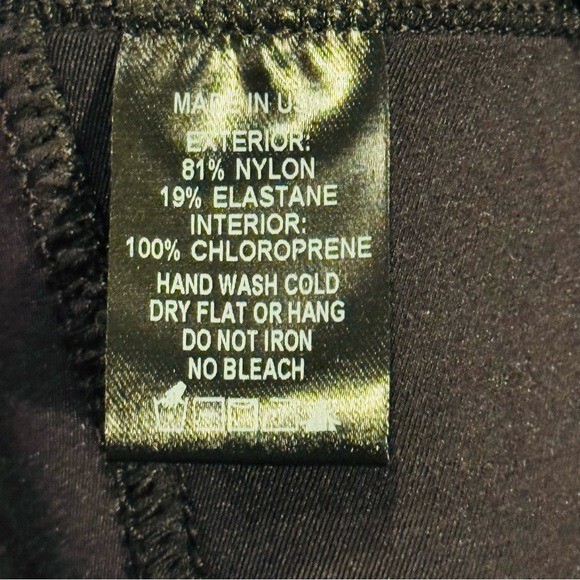 MADE IN USA
EXTERIOR:
81% NYLON
19% ELASTANE
INTERIOR:
100% CHLOROPRENE
HAND WASH COLD
DRY FLAT OR HANG
DO NOT IRON
NO BLEACH